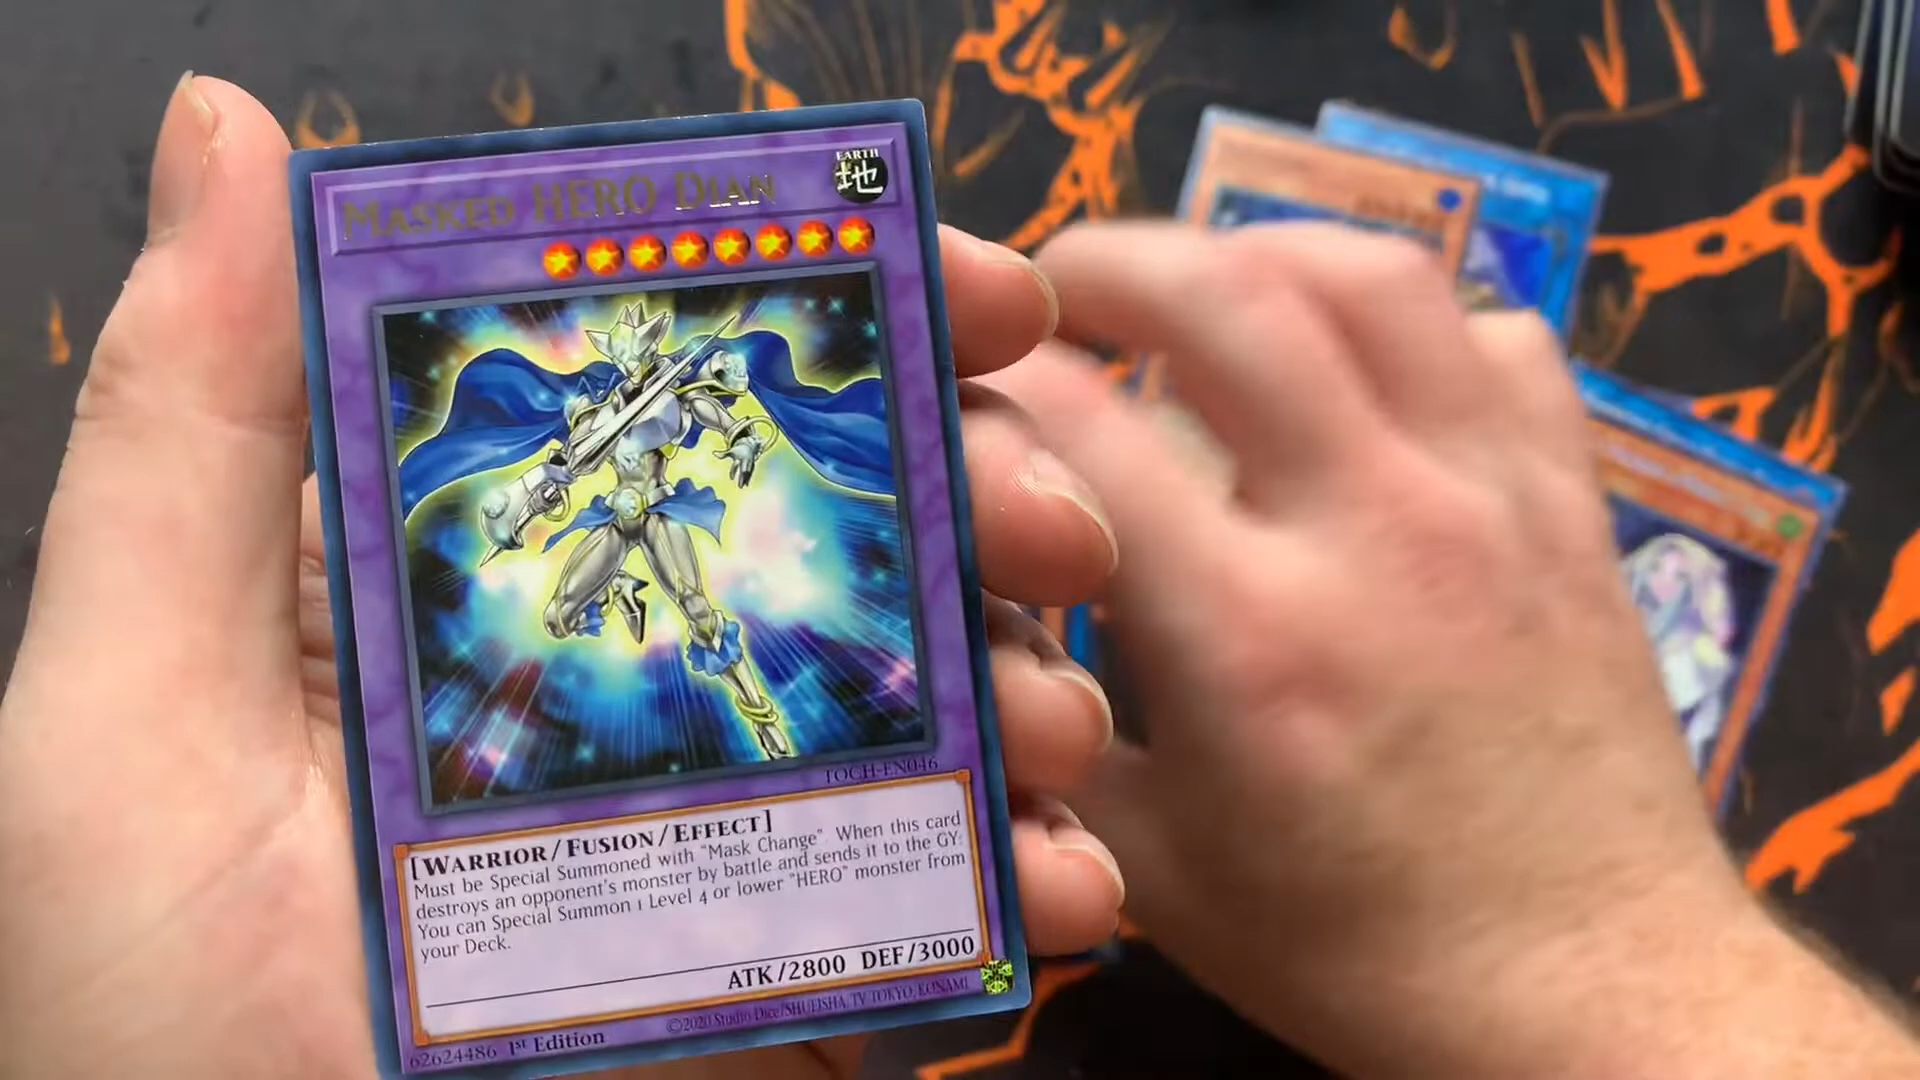 MASKED HERO DIAN
EARTH
地
TOCH-EN046
[WARRIOR/FUSION/EFFECT]
Must be Special Summoned with "Mask Change". When this card
destroys an opponent's monster by battle and sends it to the GY:
You can Special Summon 1 Level 4 or lower "HERO" monster from
your Deck.
ATK/2800 DEF/3000
62624486 1st Edition
©2020 Studio Dice/SHUEISHA, TV TOKYO, KONAMI